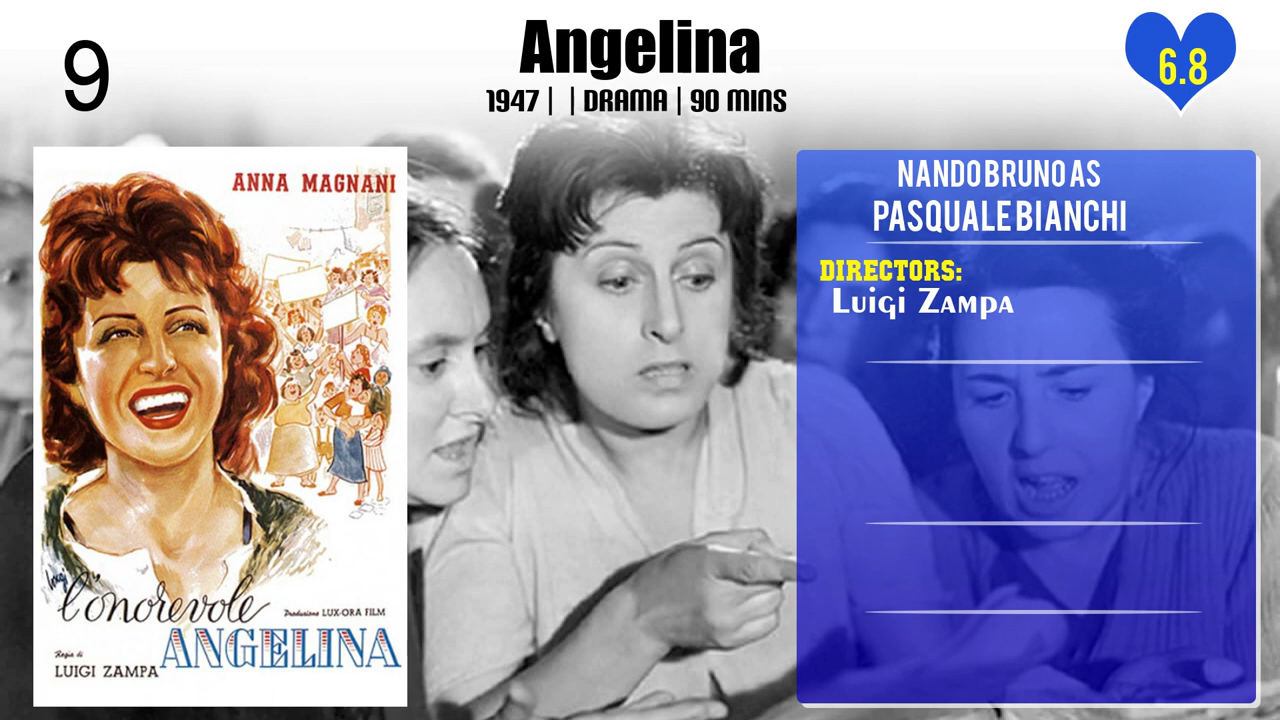 9
Angelina
1947 | | DRAMA | 90 MINS
6.8
ANNA MAGNANI
l'onorevole
Produzione LUX-ORA FILM
ANGELINA
Regia di
LUIGI ZAMPA
NANDO BRUNO AS
PASQUALE BIANCHI
DIRECTORS:
Luigi Zampa